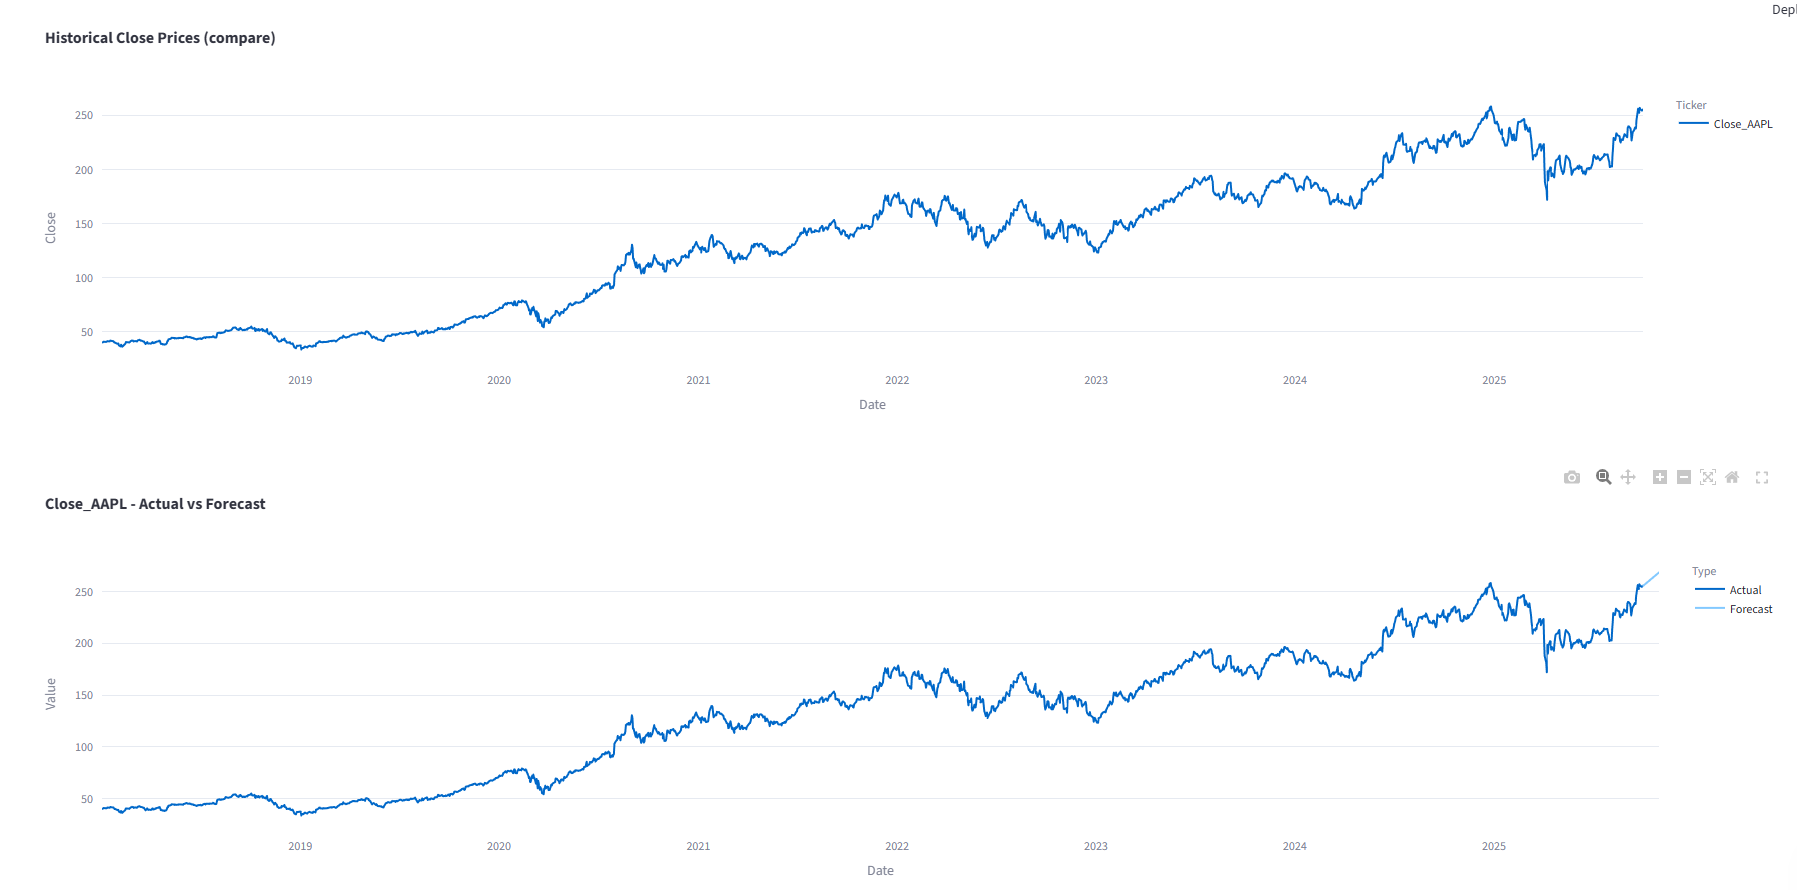 Depl
Historical Close Prices (compare)
250
200
150
100
50
Close
2019 2020 2021 2022 2023 2024 2025
Date
Ticker
Close_AAPL
Close_AAPL - Actual vs Forecast
250
200
150
100
50
Value
2019 2020 2021 2022 2023 2024 2025
Date
Type
Actual
Forecast